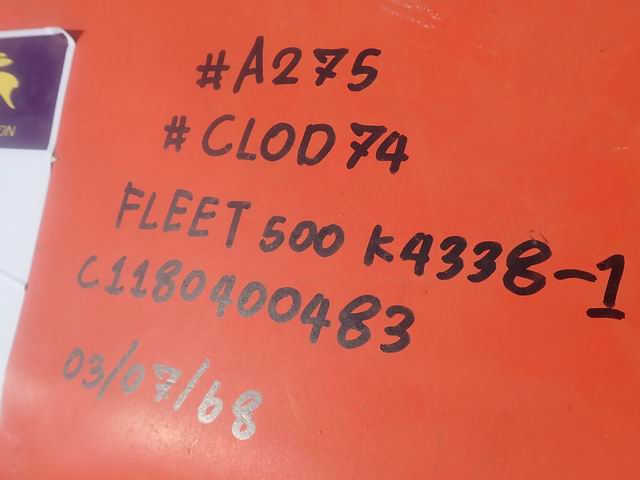 #A275
#CLOD74
FLEET 500 K4338-1
C1180400483
03/07/68